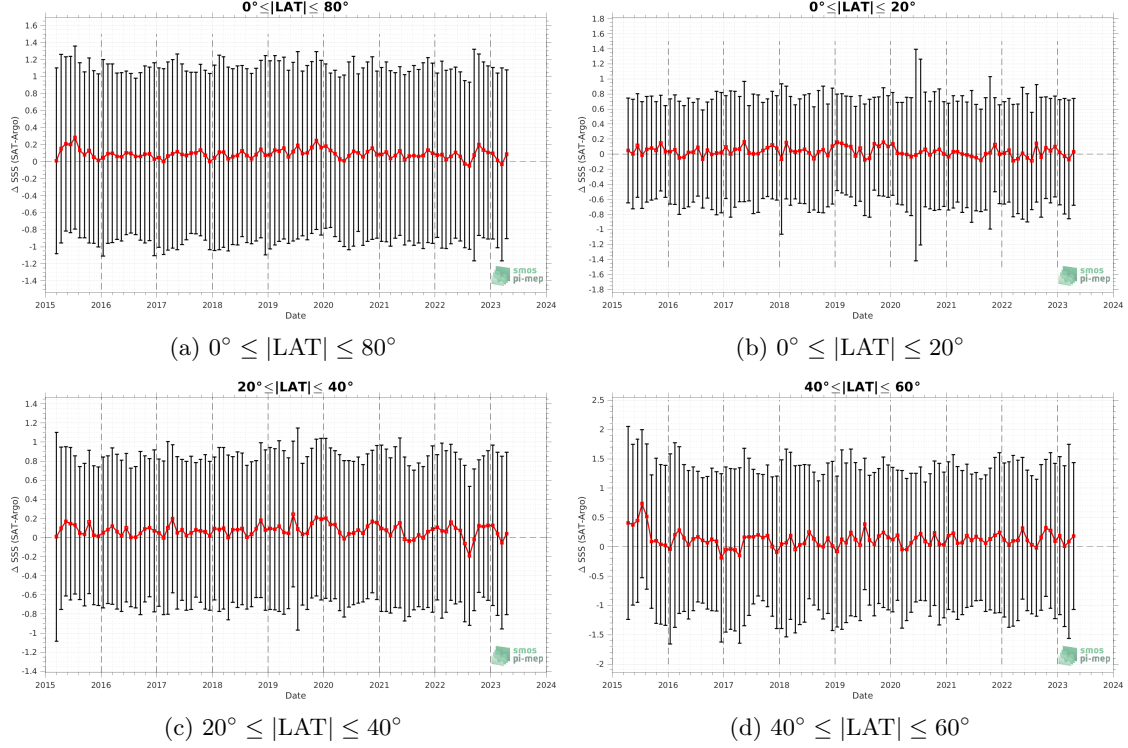 0°≤|LAT|≤ 80°
Δ SSS (SAT-Argo)
1.6
1.4
1.2
1
0.8
0.6
0.4
0.2
0
-0.2
-0.4
-0.6
-0.8
-1
-1.2
-1.4
smos
pi-mep
2015 2016 2017 2018 2019 2020 2021 2022 2023 2024
Date
(a) 0° ≤ |LAT| ≤ 80°
0°≤|LAT|≤ 20°
Δ SSS (SAT-Argo)
1.8
1.6
1.4
1.2
1
0.8
0.6
0.4
0.2
0
-0.2
-0.4
-0.6
-0.8
-1
-1.2
-1.4
-1.6
-1.8
smos
pi-mep
2015 2016 2017 2018 2019 2020 2021 2022 2023 2024
Date
(b) 0° ≤ |LAT| ≤ 20°
20°≤|LAT|≤ 40°
Δ SSS (SAT-Argo)
1.4
1.2
1
0.8
0.6
0.4
0.2
0
-0.2
-0.4
-0.6
-0.8
-1
-1.2
-1.4
smos
pi-mep
2015 2016 2017 2018 2019 2020 2021 2022 2023 2024
Date
(c) 20° ≤ |LAT| ≤ 40°
40°≤|LAT|≤ 60°
Δ SSS (SAT-Argo)
2.5
2
1.5
1
0.5
0
-0.5
-1
-1.5
-2
smos
pi-mep
2015 2016 2017 2018 2019 2020 2021 2022 2023 2024
Date
(d) 40° ≤ |LAT| ≤ 60°